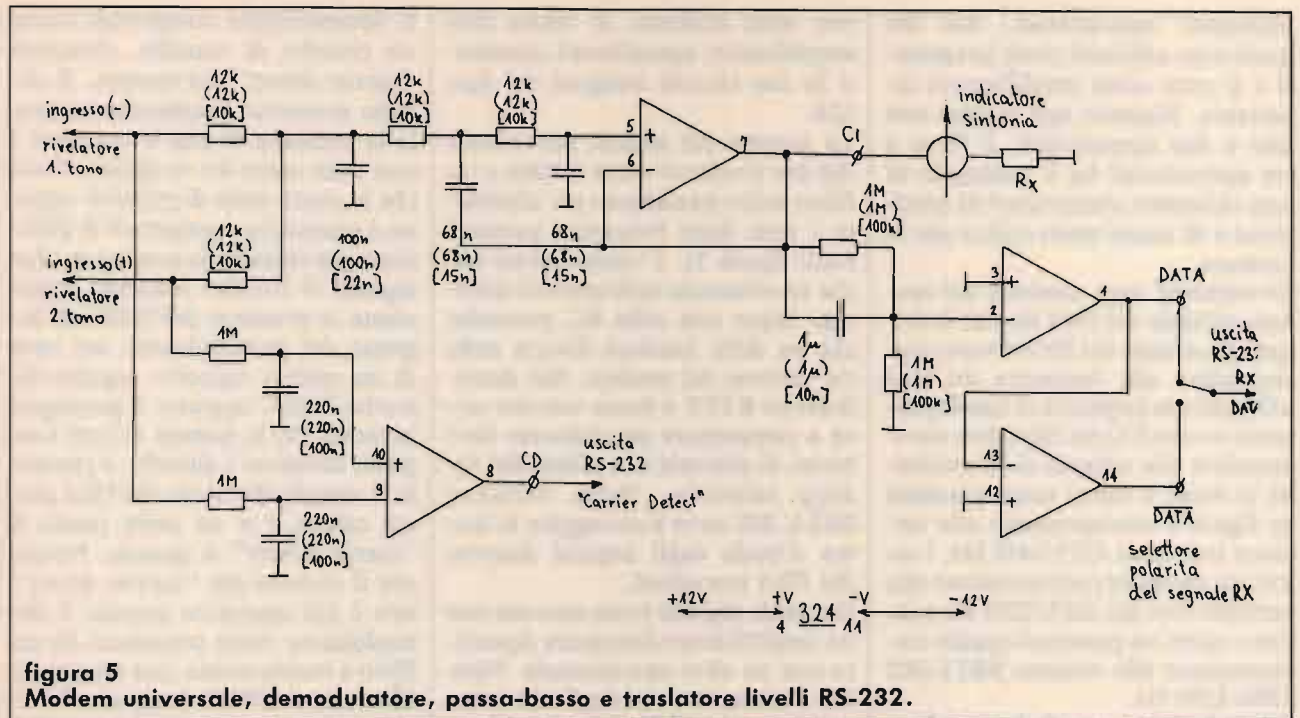 12k
(12k)
[10k]
12k
(12k)
[10k]
12k
(12k)
[10k]
ingresso(-)
rivelatore
1. tono
5
+
6
-
7
C1
indicatore
sintonia
Rx
12k
(12k)
[10k]
100n
(100n)
[22n]
68n
(68n)
[15n]
68n
(68n)
[15n]
1M
(1M)
[100k]
ingresso(+)
rivelatore
2. tono
1M
220n
(220n)
[100n]
1µ
(1µ)
[10n]
1M
(1M)
[100k]
3
+
2
-
1
DATA
uscita
RS-232
RX
DATA
10
+
9
-
8
CD
uscita
RS-232
"Carrier Detect"
1M
220n
(220n)
[100n]
13
-
12
+
14
DATA
selettore
polarita
del segnale RX
+12V +V -V -12V
4 324 11
figura 5
Modem universale, demodulatore, passa-basso e traslatore livelli RS-232.